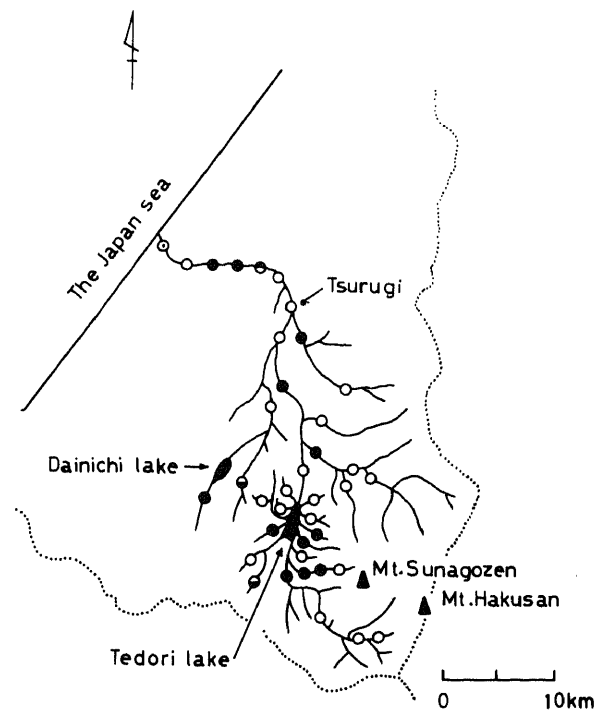 The Japan sea
Tsurugi
Dainichi lake
Mt.Sunagozen
Mt.Hakusan
Tedori lake
0 10km